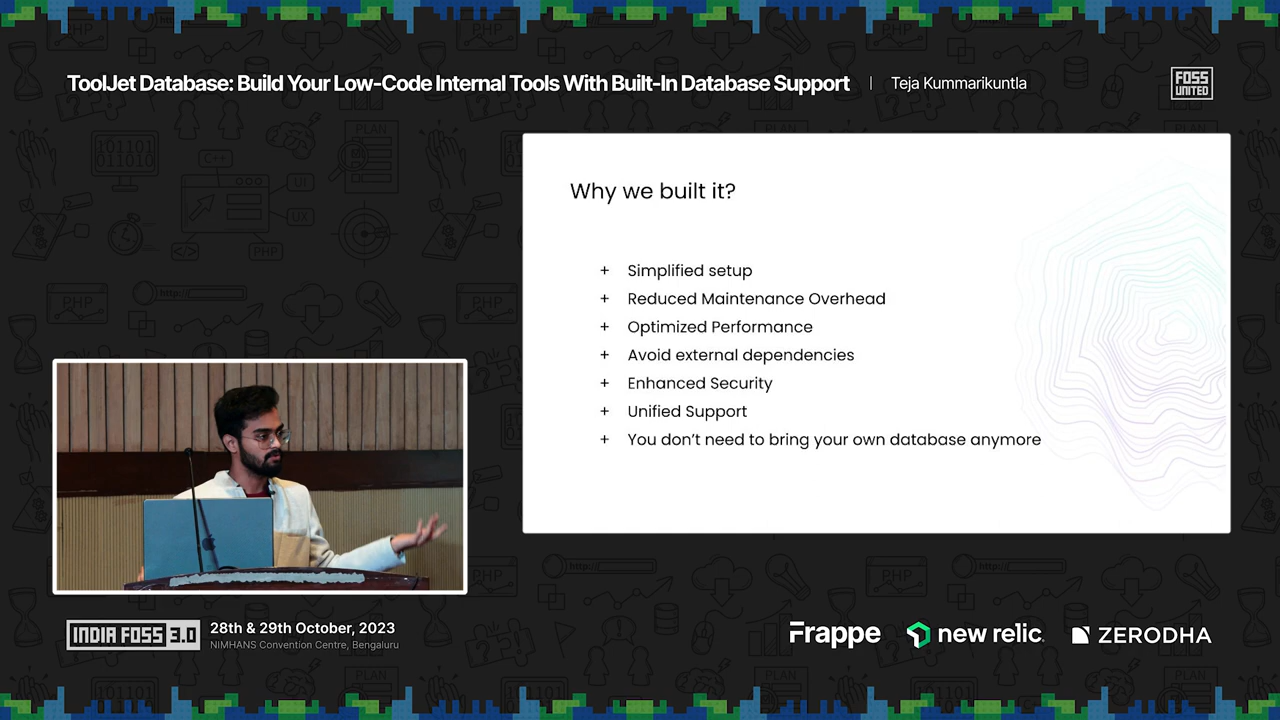 ToolJet Database: Build Your Low-Code Internal Tools With Built-In Database Support | Teja Kummarikuntla
FOSS
UNITED
Why we built it?
+ Simplified setup
+ Reduced Maintenance Overhead
+ Optimized Performance
+ Avoid external dependencies
+ Enhanced Security
+ Unified Support
+ You don't need to bring your own database anymore
INDIA FOSS 3.0
28th & 29th October, 2023
NIMHANS Convention Centre, Bengaluru
Frappe
new relic
ZERODHA